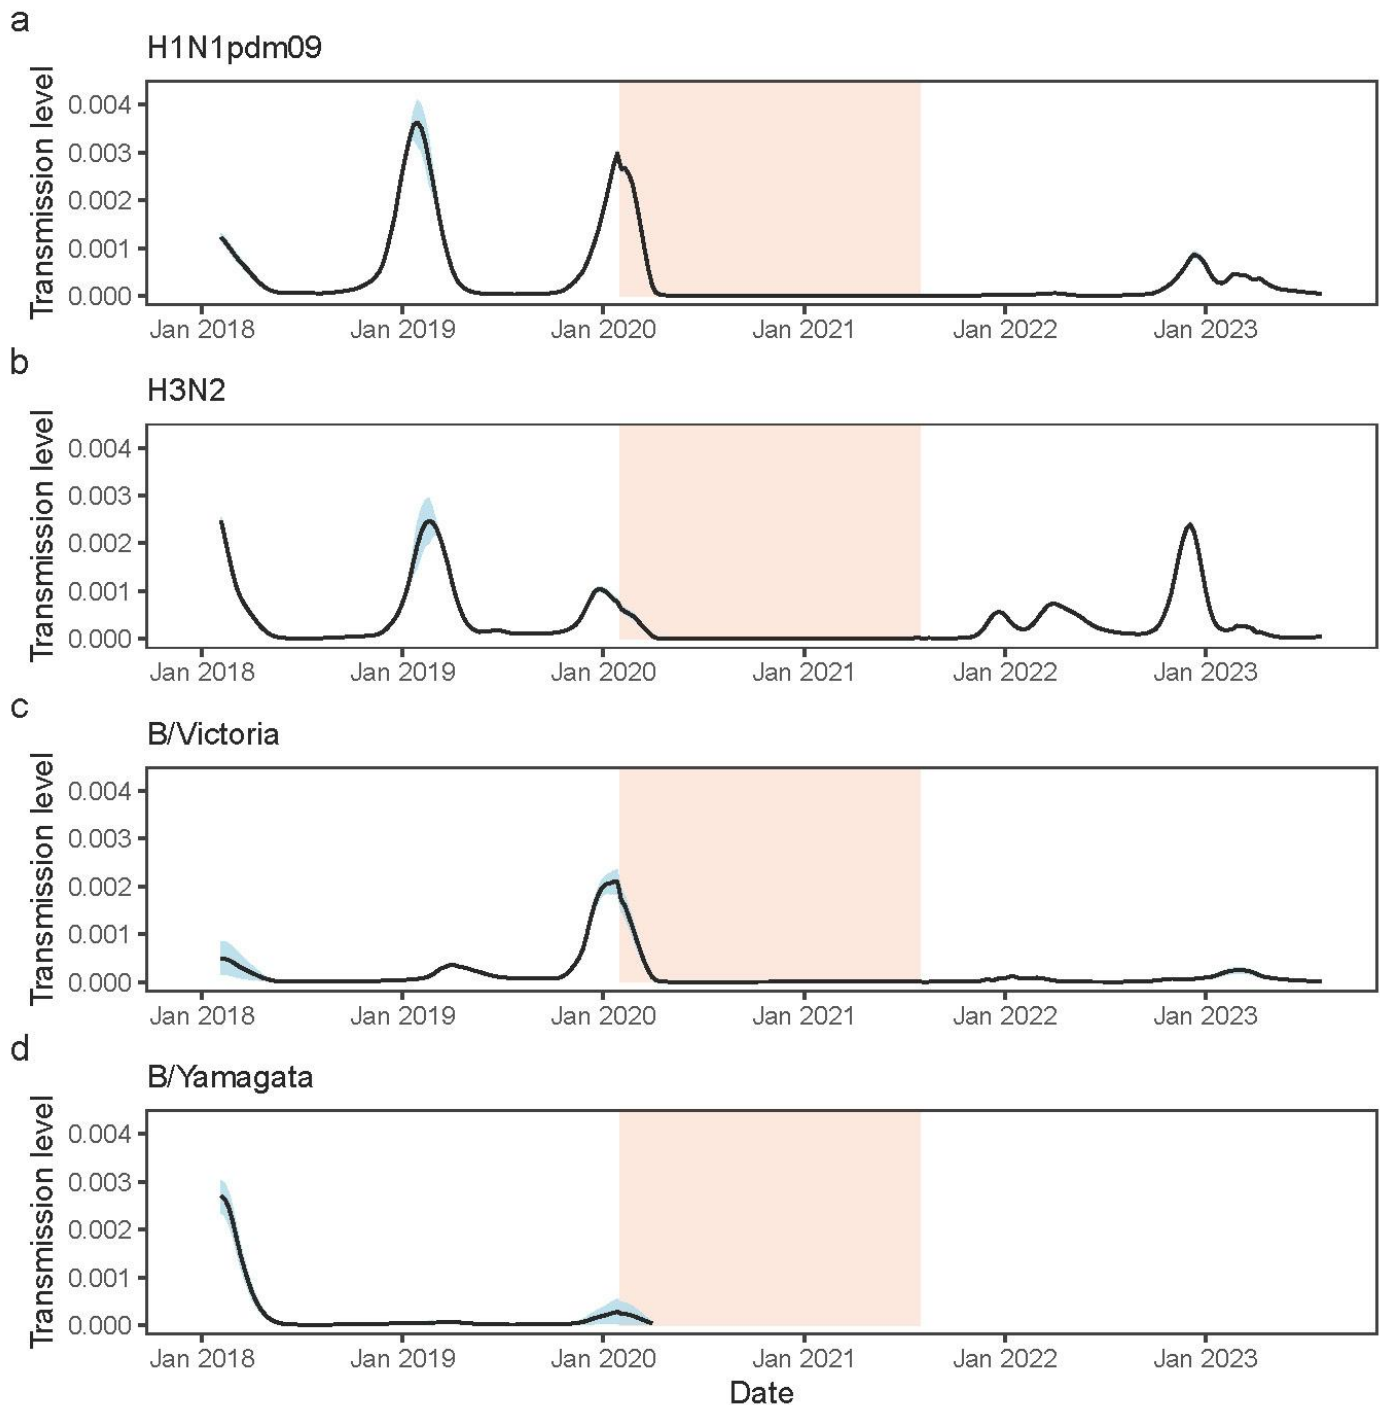 a
H1N1pdm09
Transmission level
0.004
0.003
0.002
0.001
0.000
Jan 2018 Jan 2019 Jan 2020 Jan 2021 Jan 2022 Jan 2023
b
H3N2
Transmission level
0.004
0.003
0.002
0.001
0.000
Jan 2018 Jan 2019 Jan 2020 Jan 2021 Jan 2022 Jan 2023
c
B/Victoria
Transmission level
0.004
0.003
0.002
0.001
0.000
Jan 2018 Jan 2019 Jan 2020 Jan 2021 Jan 2022 Jan 2023
d
B/Yamagata
Transmission level
0.004
0.003
0.002
0.001
0.000
Jan 2018 Jan 2019 Jan 2020 Jan 2021 Jan 2022 Jan 2023
Date